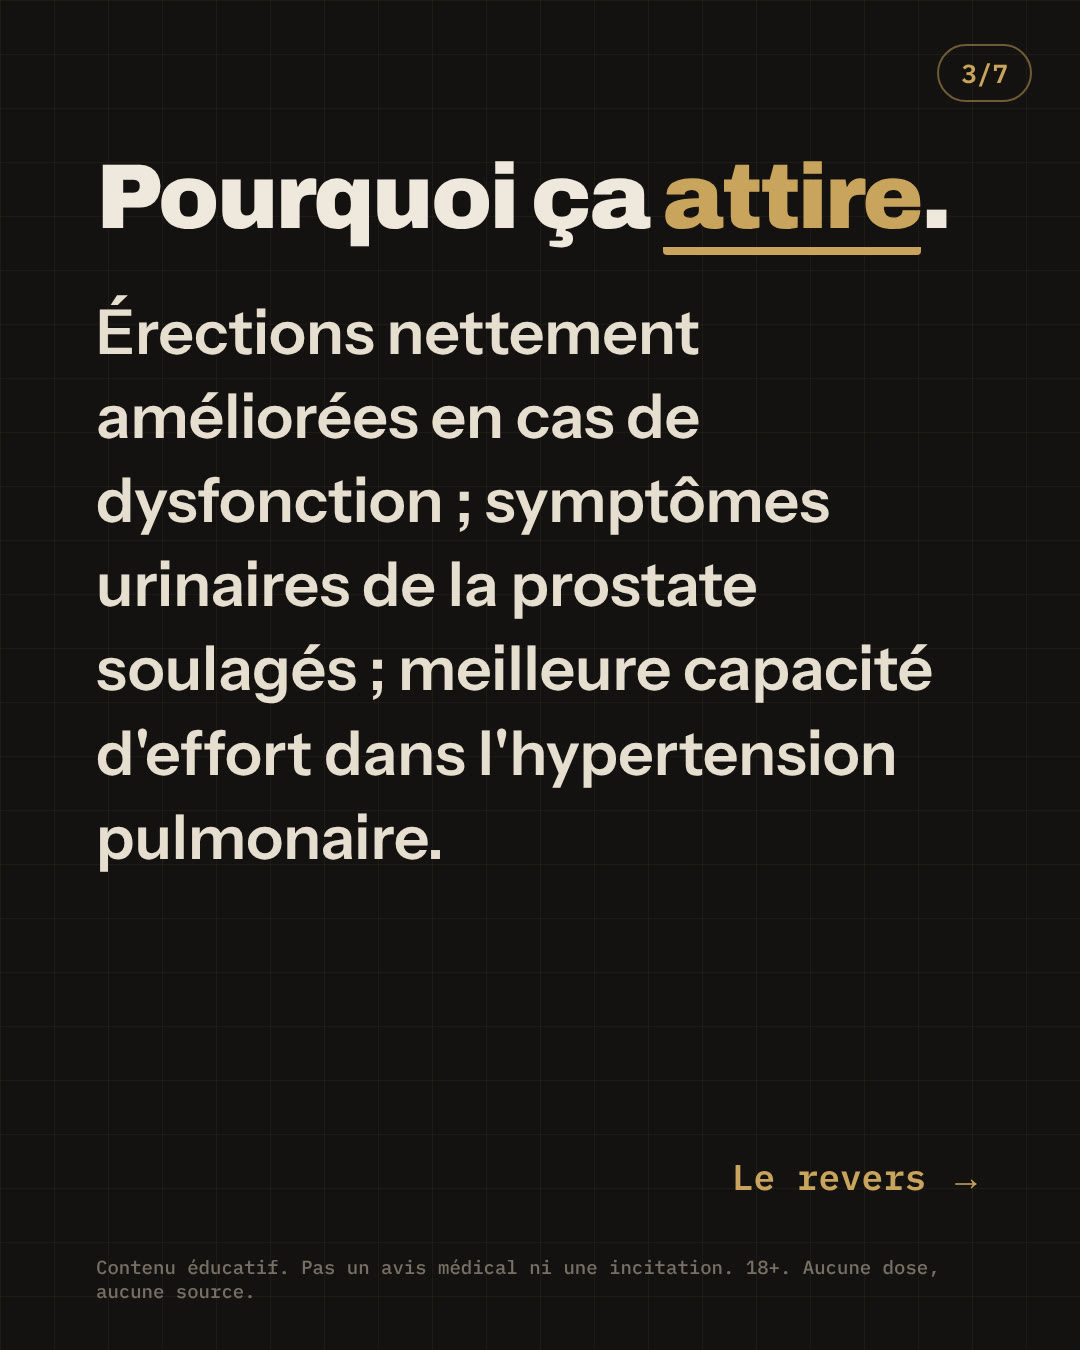 3/7
Pourquoi ça attire.
Érections nettement
améliorées en cas de
dysfonction ; symptômes
urinaires de la prostate
soulagés ; meilleure capacité
d'effort dans l'hypertension
pulmonaire.
Le revers →
Contenu éducatif. Pas un avis médical ni une incitation. 18+. Aucune dose,
aucune source.